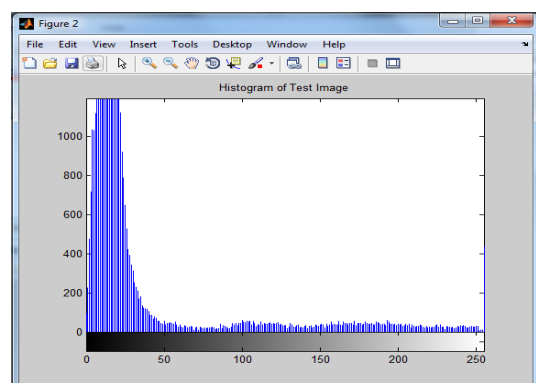 Figure 2
File Edit View Insert Tools Desktop Window Help
Histogram of Test Image
1000
800
600
400
200
0
0 50 100 150 200 250